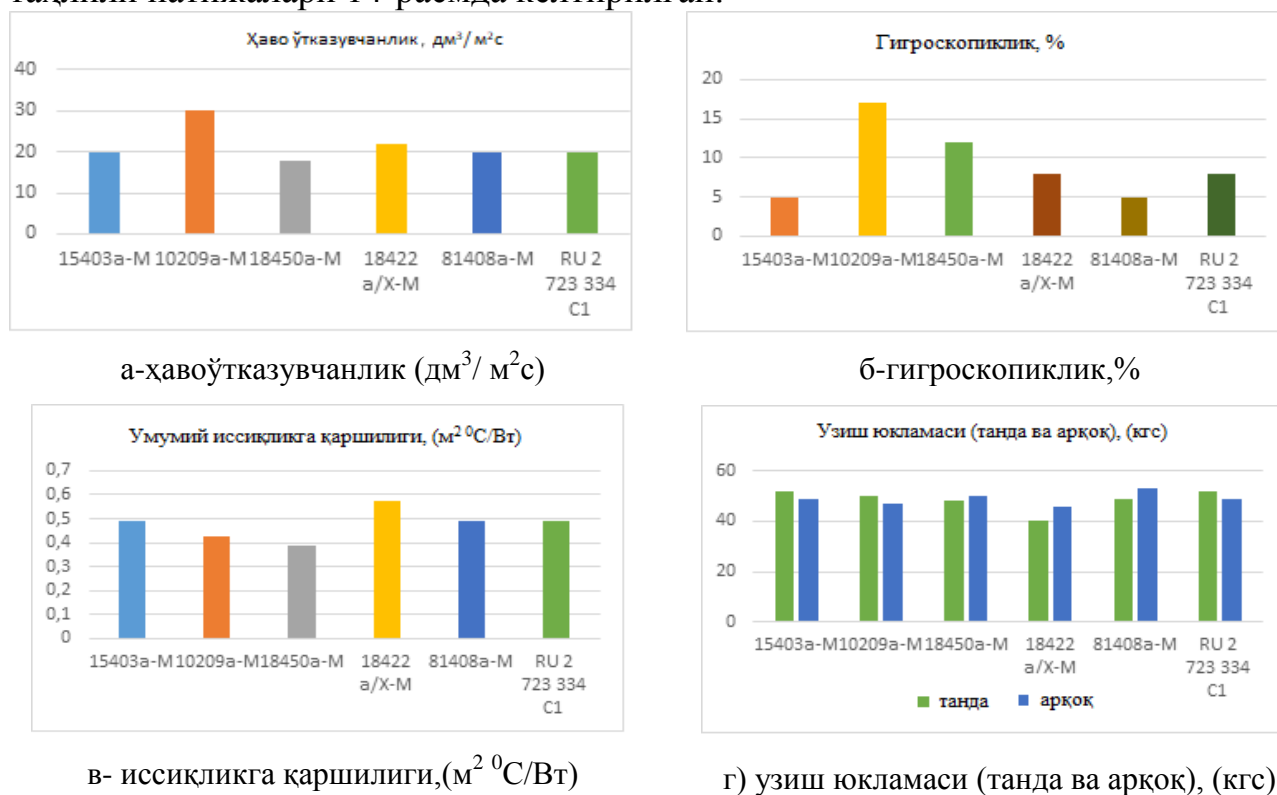 Ҳаво ўтказувчанлик, дм³/ м²с
40
30
20
10
0
15403а-М 10209а-М 18450а-М 18422 а/Х-М 81408а-М RU 2 723 334 С1
Гигроскопиклик, %
20
15
10
5
0
15403а-М 10209а-М 18450а-М 18422 а/Х-М 81408а-М RU 2 723 334 С1
а-ҳавоўтказувчанлик (дм³/ м²с)
б-гигроскопиклик,%
Умумий иссиқликга қаршилиги, (м² ⁰С/Вт)
0,7
0,6
0,5
0,4
0,3
0,2
0,1
0
15403а-М 10209а-М 18450а-М 18422 а/Х-М 81408а-М RU 2 723 334 С1
Узиш юкламаси (танда ва арқоқ), (кгс)
60
40
20
0
15403а-М 10209а-М 18450а-М 18422 а/Х-М 81408а-М RU 2 723 334 С1
танда арқоқ
в- иссиқликга қаршилиги,(м² ⁰С/Вт)
г) узиш юкламаси (танда ва арқоқ), (кгс)